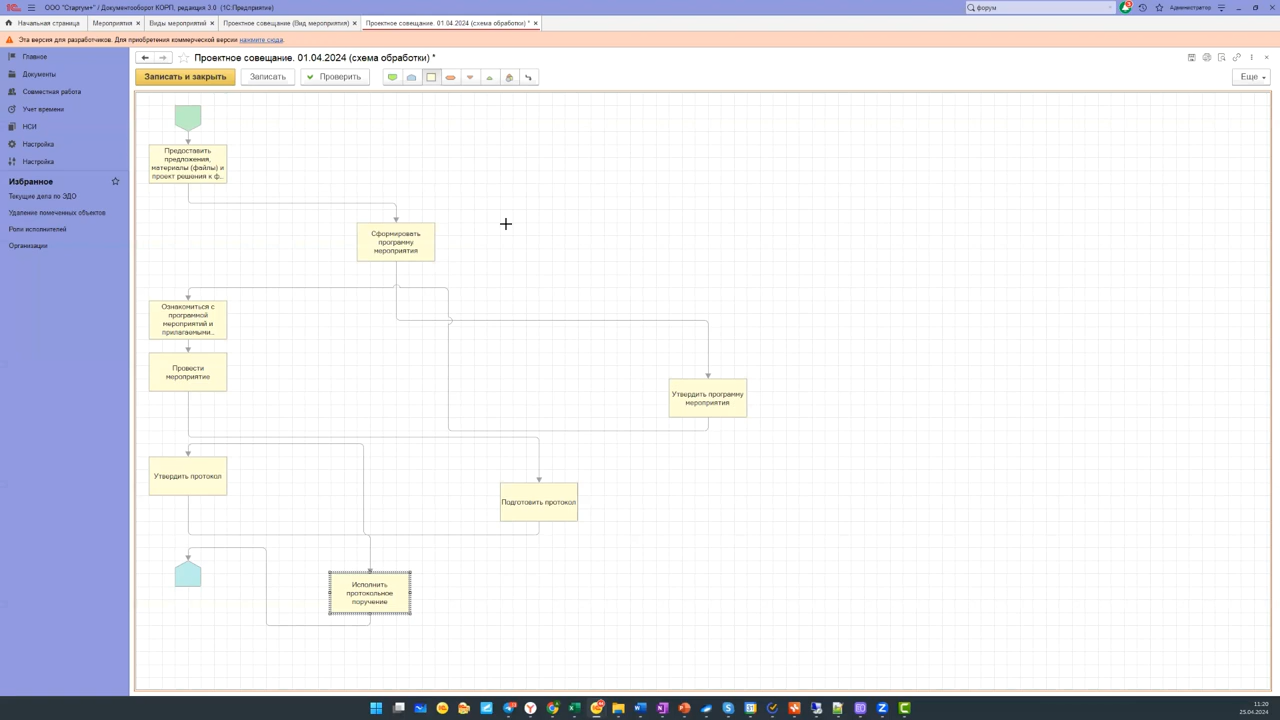 ООО "Стартуем" / Документооборот КОРП, редакция 3.0 (1С:Предприятие)
форум
Администратор
Начальная страница
Мероприятия
Виды мероприятий
Проектное совещание (Вид мероприятия)
Проектное совещание. 01.04.2024 (схема обработки) *
Эта версия для разработчиков. Для приобретения коммерческой версии нажмите сюда.
Главное
Документы
Совместная работа
Учет времени
НСИ
Настройка
Настройка
Избранное
Текущие дела по ЭДО
Удаление помеченных объектов
Роли исполнителей
Организации
Проектное совещание. 01.04.2024 (схема обработки) *
Записать и закрыть
Записать
Проверить
Еще
Предоставить
предложения,
материалы (файлы) и
проект решения к ф...
Сформировать
программу
мероприятия
Ознакомиться с
программой
мероприятий и
прилагаемыми...
Провести
мероприятие
Утвердить программу
мероприятия
Утвердить протокол
Подготовить протокол
Исполнить
протокольное
поручение
11:20
25.04.2024